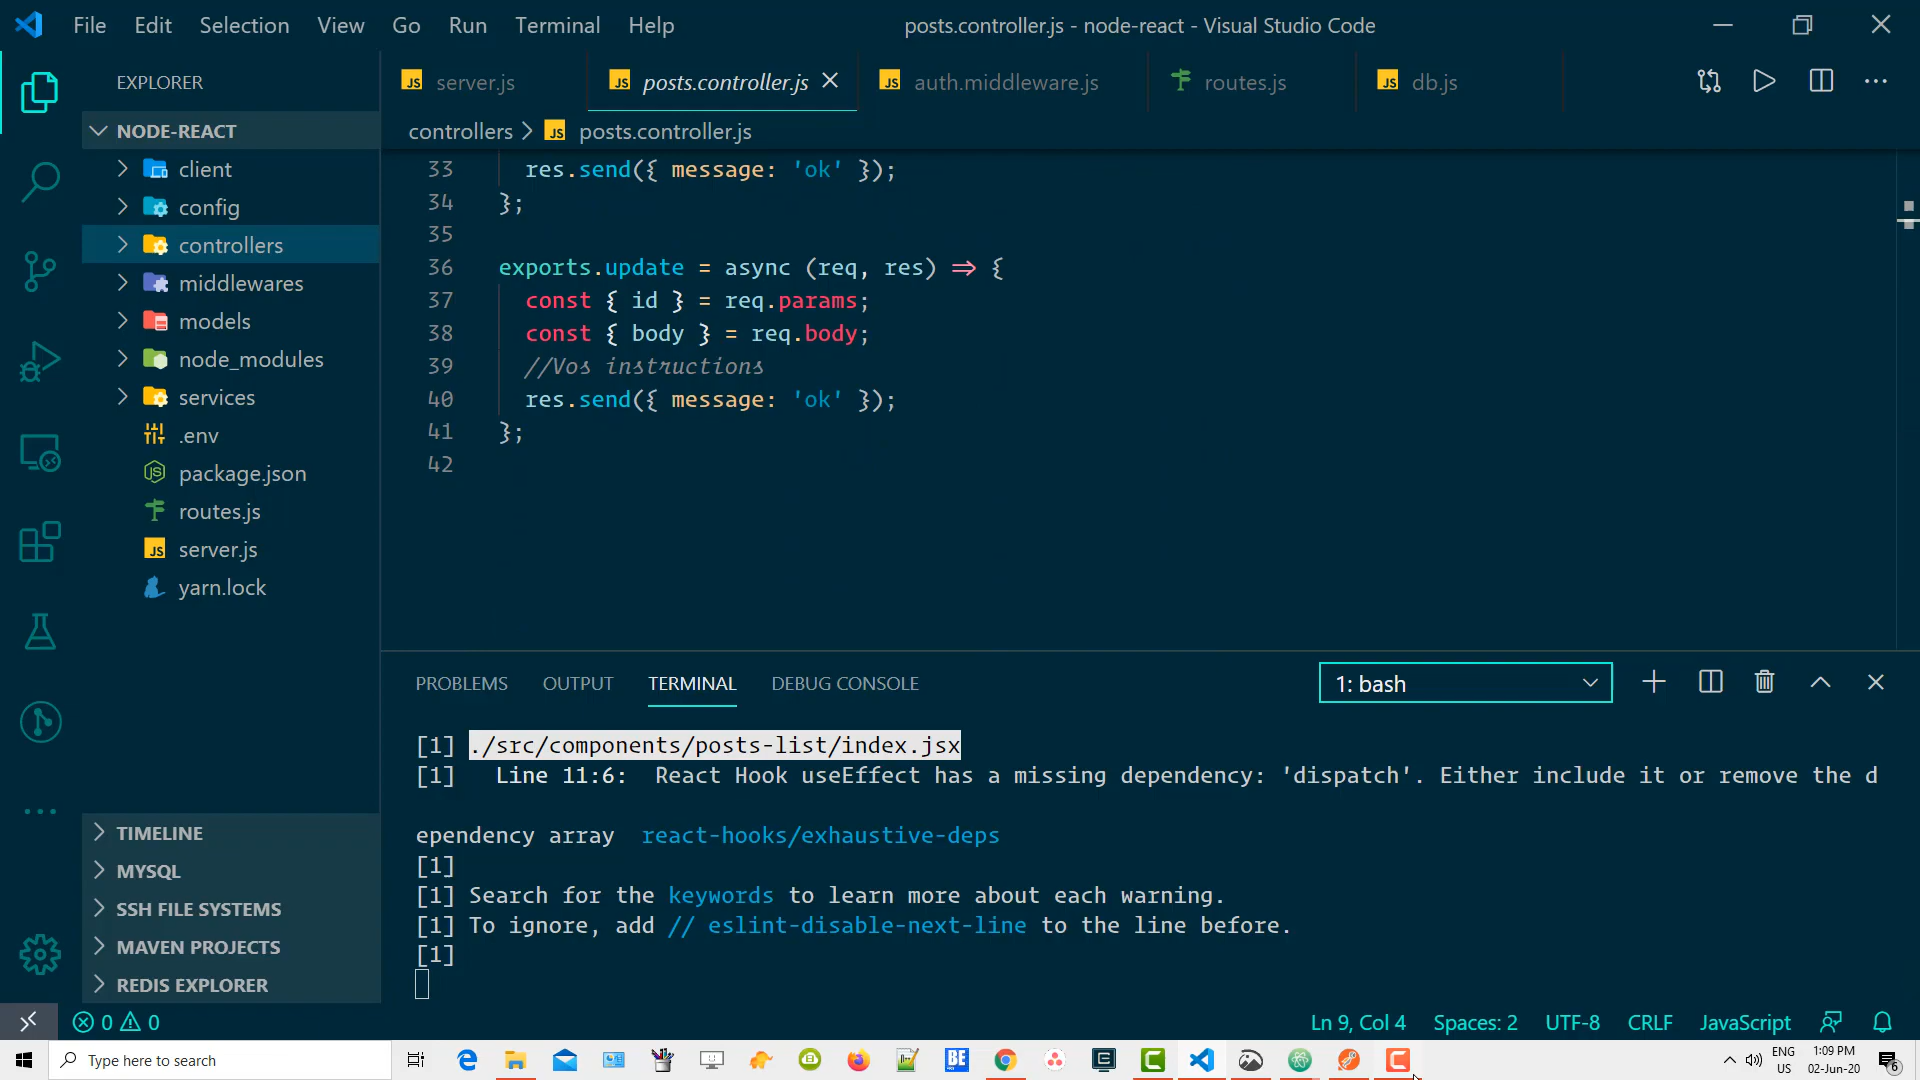 File Edit Selection View Go Run Terminal Help
posts.controller.js - node-react - Visual Studio Code
EXPLORER
NODE-REACT
client
config
controllers
middlewares
models
node_modules
services
.env
package.json
routes.js
JS server.js
yarn.lock
TIMELINE
MYSQL
SSH FILE SYSTEMS
MAVEN PROJECTS
REDIS EXPLORER
JS server.js
JS posts.controller.js
JS auth.middleware.js
routes.js
JS db.js
controllers > JS posts.controller.js
33 res.send({ message: 'ok' });
34 };
35
36 exports.update = async (req, res) => {
37 const { id } = req.params;
38 const { body } = req.body;
39 //Vos instructions
40 res.send({ message: 'ok' });
41 };
42
PROBLEMS OUTPUT TERMINAL DEBUG CONSOLE
1: bash
[1] ./src/components/posts-list/index.jsx
[1] Line 11:6: React Hook useEffect has a missing dependency: 'dispatch'. Either include it or remove the d
ependency array react-hooks/exhaustive-deps
[1]
[1] Search for the keywords to learn more about each warning.
[1] To ignore, add // eslint-disable-next-line to the line before.
[1]
0 0
Ln 9, Col 4 Spaces: 2 UTF-8 CRLF JavaScript
Type here to search
BE
ENG
US
1:09 PM
02-Jun-20
6